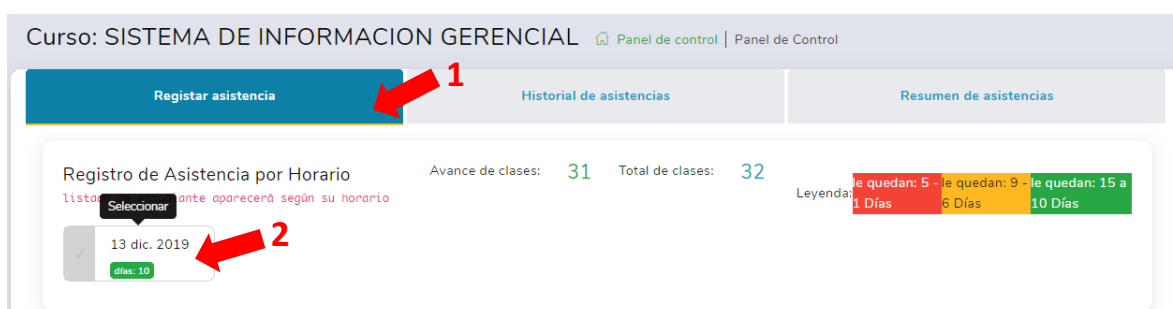 Curso: SISTEMA DE INFORMACION GERENCIAL Panel de control | Panel de Control
1
Registar asistencia Historial de asistencias Resumen de asistencias
Registro de Asistencia por Horario Avance de clases: 31 Total de clases: 32
aparecerá según su horario
Leyenda: le quedan: 5 - 1 Días le quedan: 9 - 6 Días le quedan: 15 a 10 Días
Seleccionar
13 dic. 2019
2
días: 10